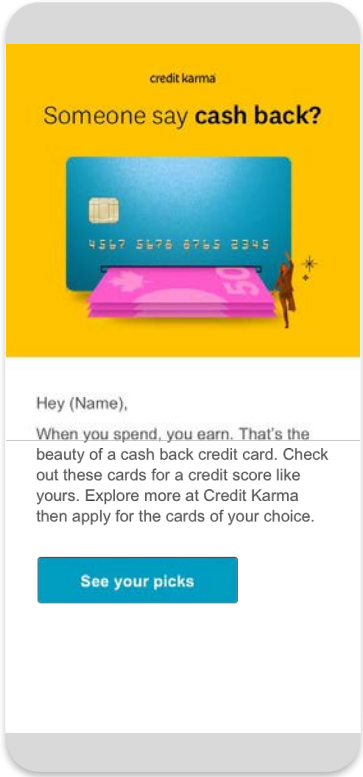 credit karma
Someone say cash back?
4567 5678 8765 2345
50
Hey (Name),
When you spend, you earn. That's the
beauty of a cash back credit card. Check
out these cards for a credit score like
yours. Explore more at Credit Karma
then apply for the cards of your choice.
See your picks